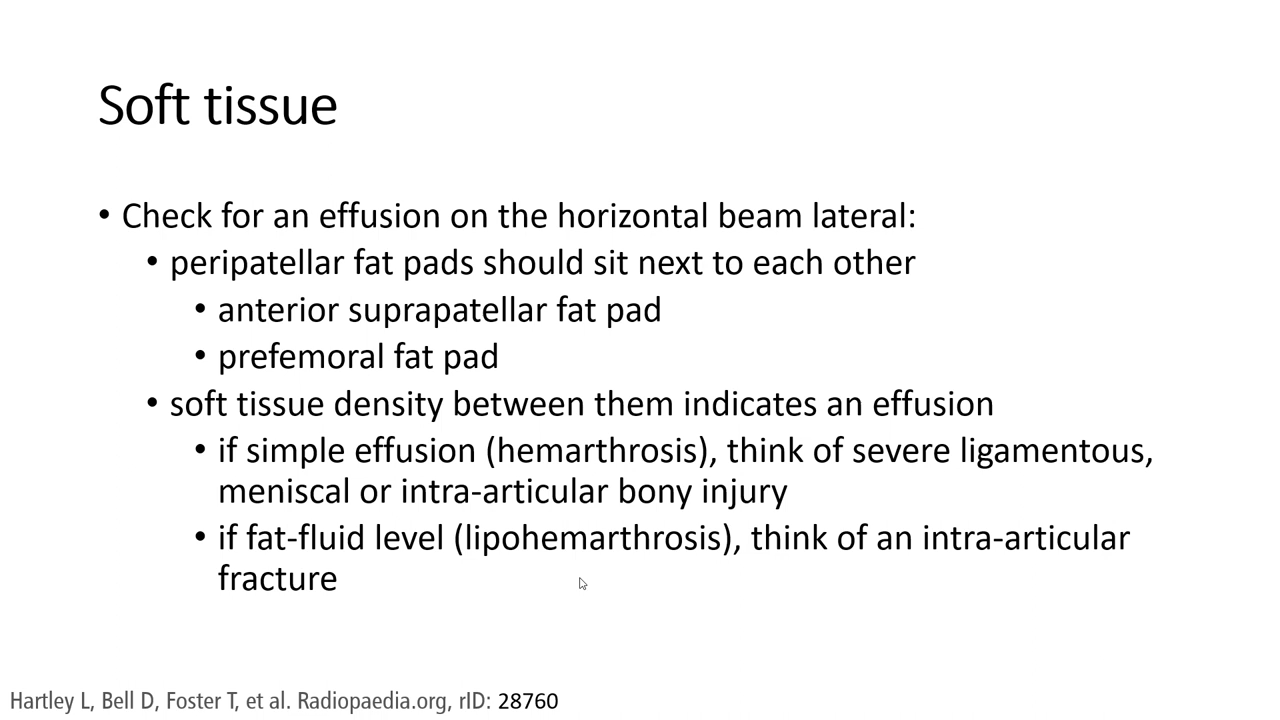 Soft tissue
• Check for an effusion on the horizontal beam lateral:
• peripatellar fat pads should sit next to each other
• anterior suprapatellar fat pad
• prefemoral fat pad
• soft tissue density between them indicates an effusion
• if simple effusion (hemarthrosis), think of severe ligamentous,
meniscal or intra-articular bony injury
• if fat-fluid level (lipohemarthrosis), think of an intra-articular
fracture
Hartley L, Bell D, Foster T, et al. Radiopaedia.org, rID: 28760